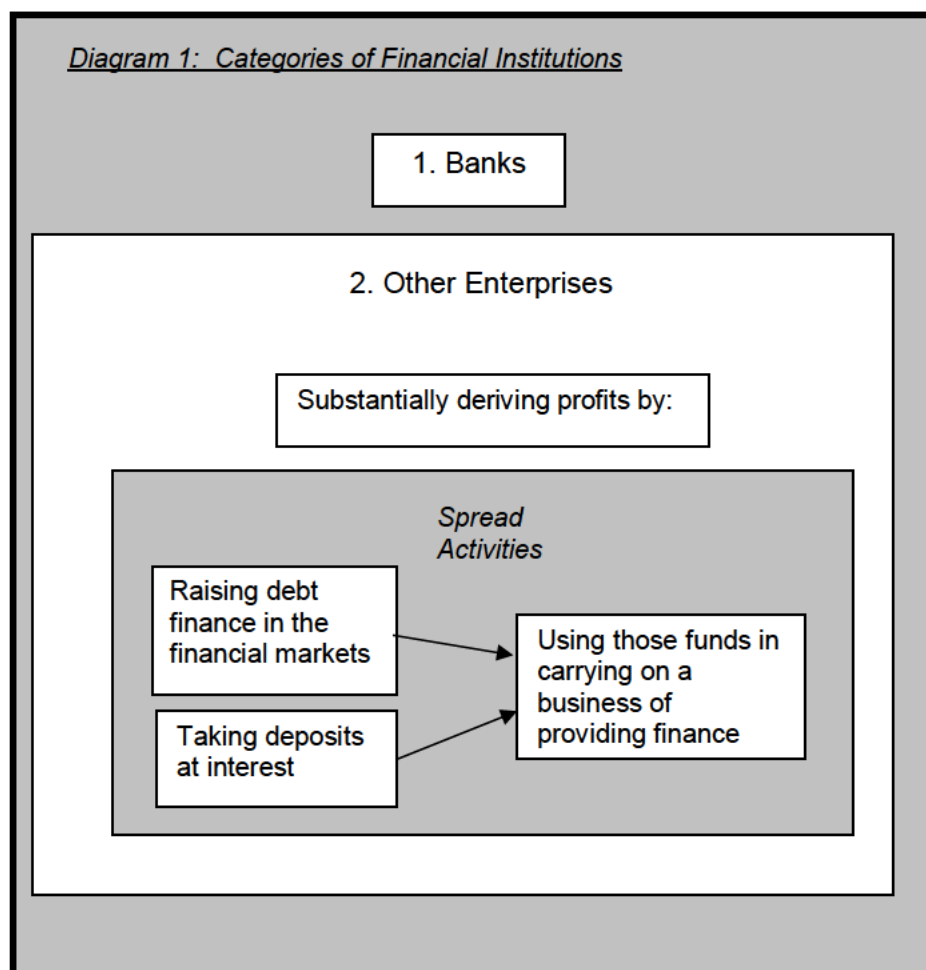 Diagram 1: Categories of Financial Institutions
1. Banks
2. Other Enterprises
Substantially deriving profits by:
Spread
Activities
Raising debt
finance in the
financial markets
Taking deposits
at interest
Using those funds in
carrying on a
business of
providing finance